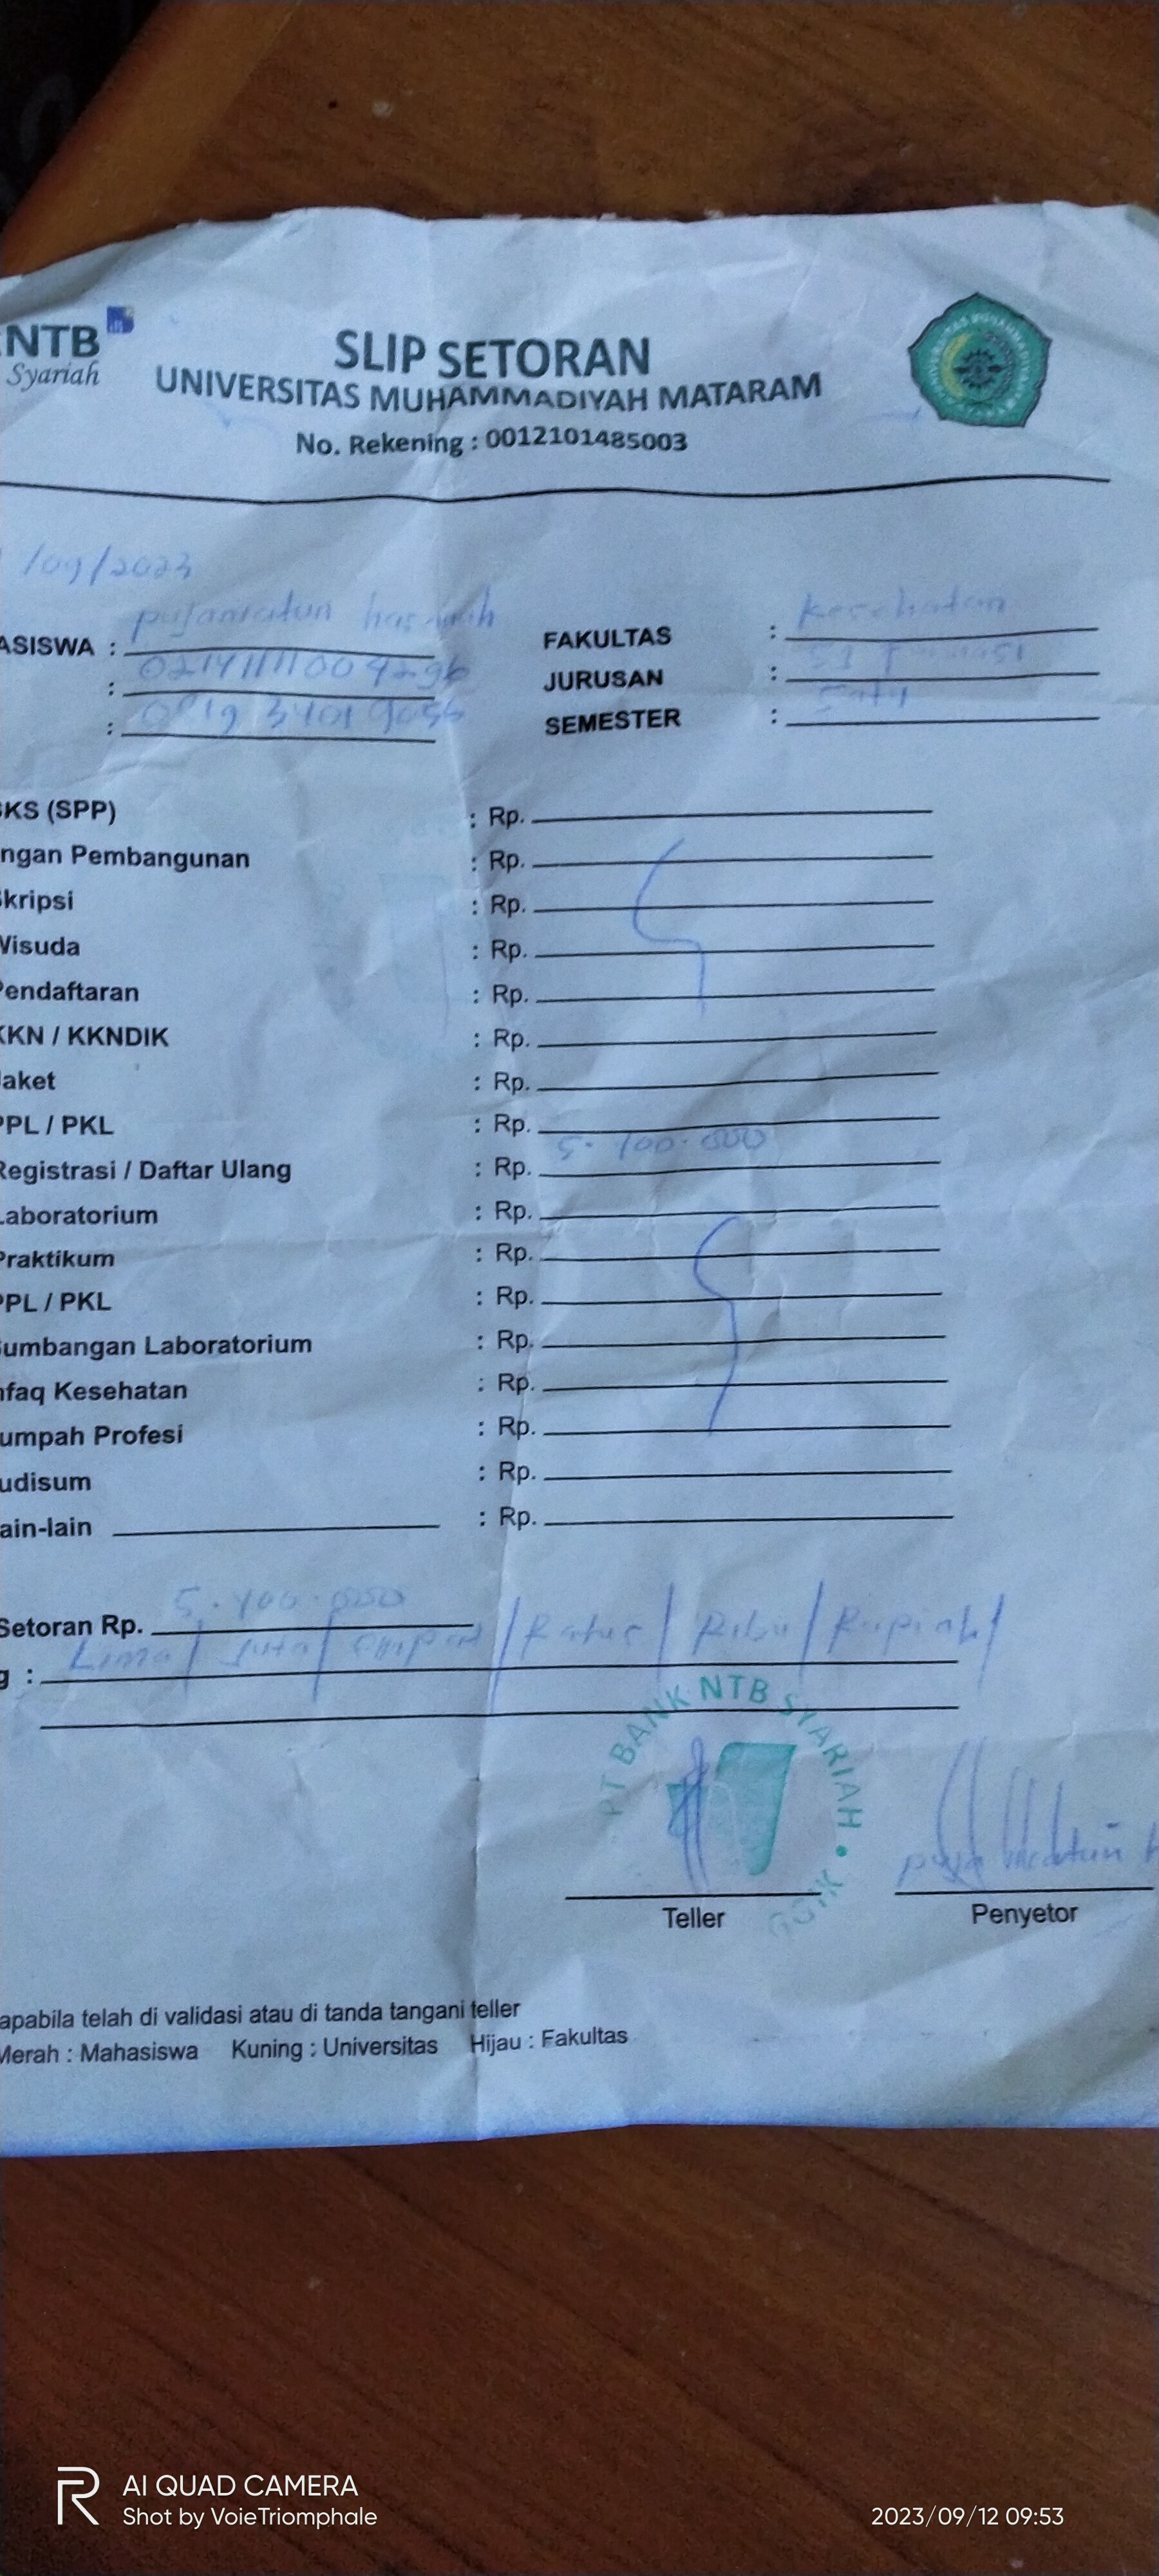 NTB
Syariah
SLIP SETORAN
UNIVERSITAS MUHAMMADIYAH MATARAM
No. Rekening : 0012101485003
/09/2023
ASISWA :
FAKULTAS : Kesehatan
:
JURUSAN : S1
: 
SEMESTER : Satu
SKS (SPP) : Rp.
ngan Pembangunan : Rp.
Skripsi : Rp.
Wisuda : Rp.
Pendaftaran : Rp.
KKN / KKNDIK : Rp.
Jaket : Rp.
PPL / PKL : Rp.
Registrasi / Daftar Ulang : Rp. 5.400.000
Laboratorium : Rp.
Praktikum : Rp.
PPL / PKL : Rp.
Sumbangan Laboratorium : Rp.
nfaq Kesehatan : Rp.
umpah Profesi : Rp.
udisum : Rp.
ain-lain : Rp.
Setoran Rp. 5.400.000
g : Lima / Juta / Empat / Ratus / Ribu / Rupiah /
PT BANK NTB SYARIAH
Teller
Penyetor
apabila telah di validasi atau di tanda tangani teller
Merah : Mahasiswa Kuning : Universitas Hijau : Fakultas
AI QUAD CAMERA
Shot by VoieTriomphale
2023/09/12 09:53